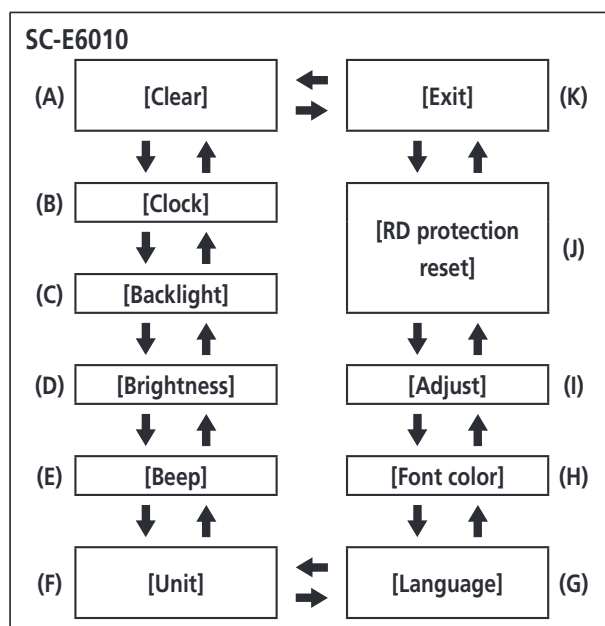 SC-E6010
(A) [Clear] [Exit] (K)
(B) [Clock]
[RD protection
reset] (J)
(C) [Backlight]
(D) [Brightness] [Adjust] (I)
(E) [Beep] [Font color] (H)
(F) [Unit] [Language] (G)